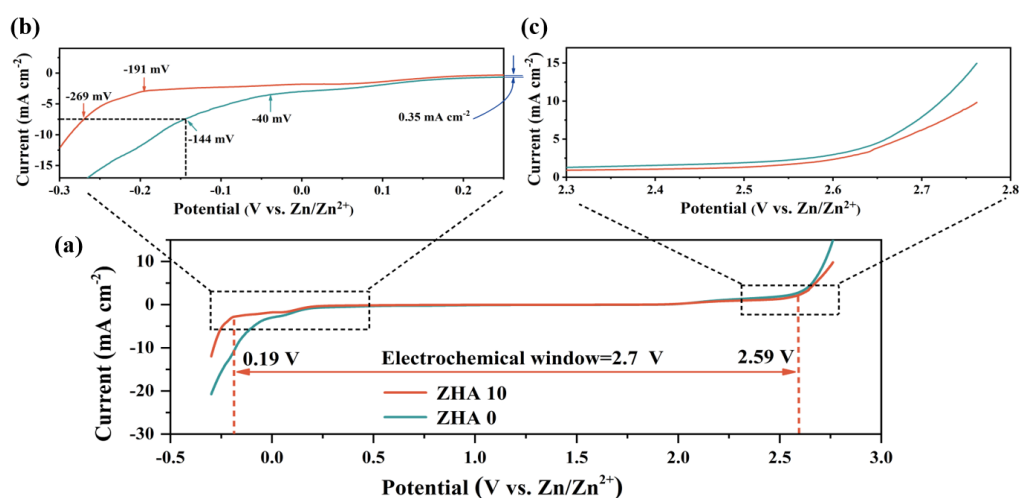 (b)
0
-5
-10
-15
Current (mA cm⁻²)
-191 mV
-269 mV
-40 mV
-144 mV
0.35 mA cm⁻²
-0.3 -0.2 -0.1 0.0 0.1 0.2
Potential (V vs. Zn/Zn²⁺)
(c)
15
10
5
0
Current (mA cm⁻²)
2.3 2.4 2.5 2.6 2.7 2.8
Potential (V vs. Zn/Zn²⁺)
(a)
10
0
-10
-20
-30
Current (mA cm⁻²)
0.19 V
Electrochemical window=2.7 V
2.59 V
ZHA 10
ZHA 0
-0.5 0.0 0.5 1.0 1.5 2.0 2.5 3.0
Potential (V vs. Zn/Zn²⁺)